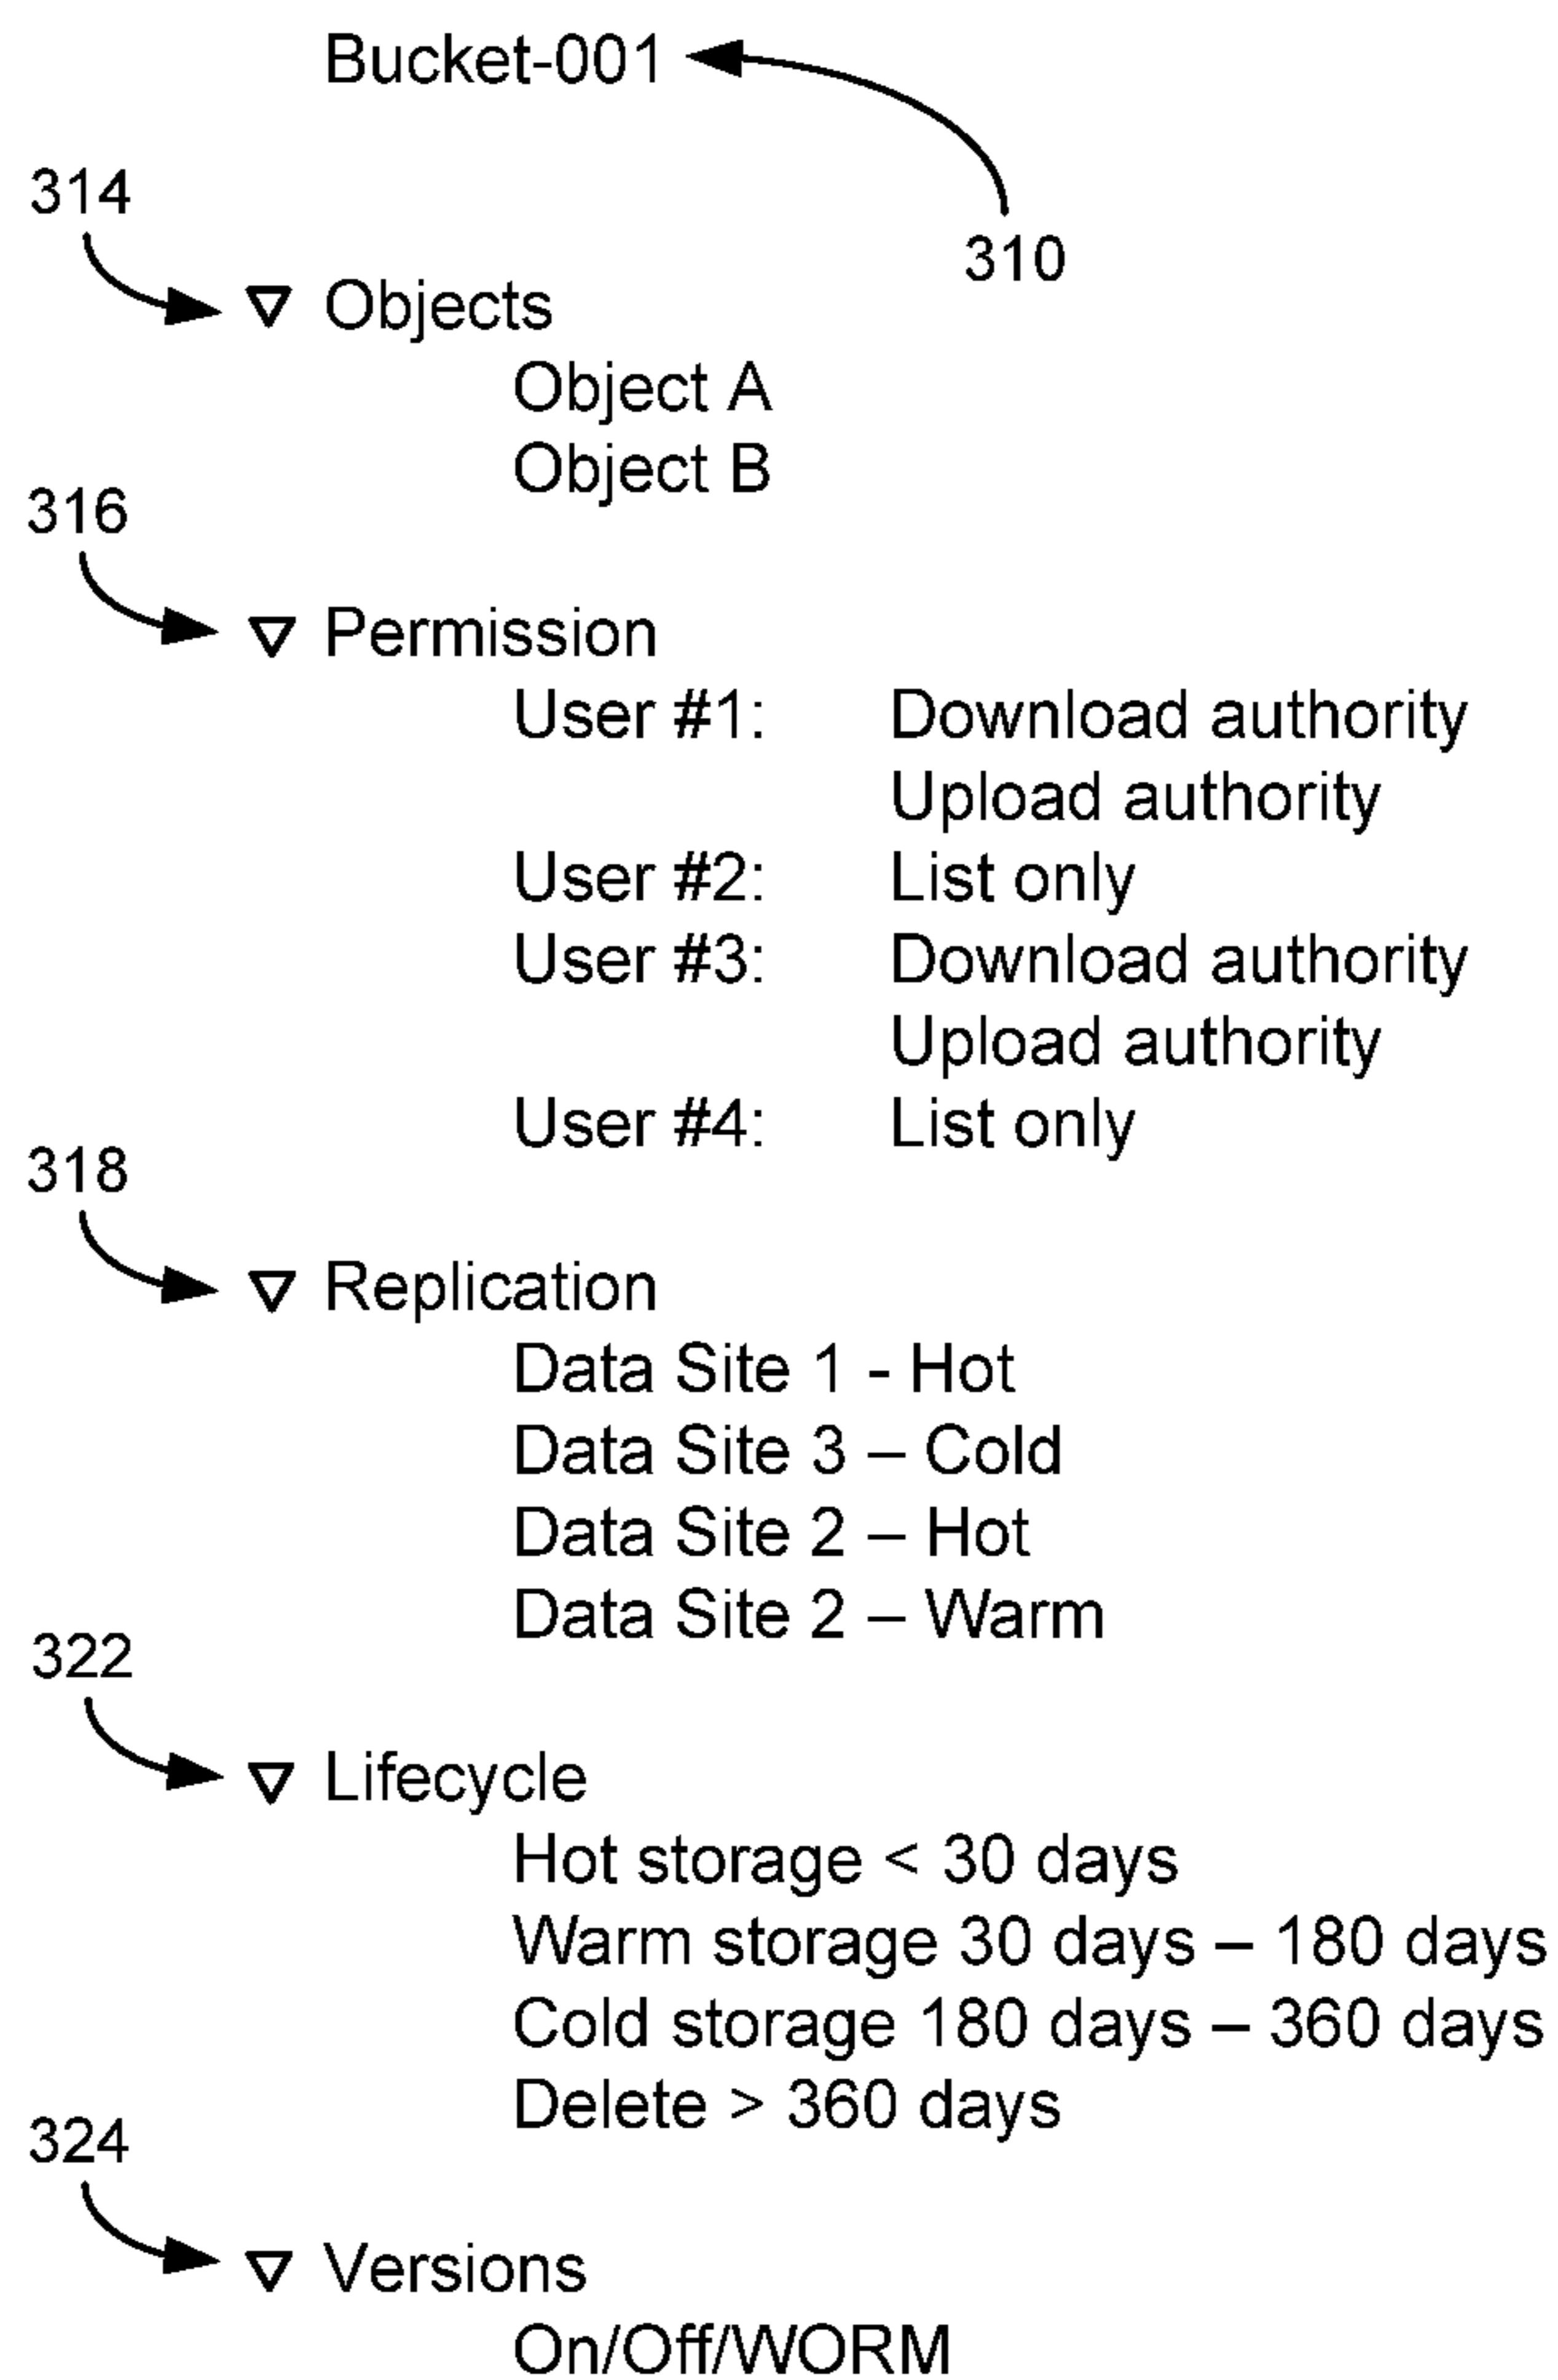 Bucket-001
314
310
Objects
Object A
Object B
316
Permission
User #1: Download authority
Upload authority
User #2: List only
User #3: Download authority
Upload authority
User #4: List only
318
Replication
Data Site 1 - Hot
Data Site 3 – Cold
Data Site 2 – Hot
Data Site 2 – Warm
322
Lifecycle
Hot storage < 30 days
Warm storage 30 days – 180 days
Cold storage 180 days – 360 days
Delete > 360 days
324
Versions
On/Off/WORM